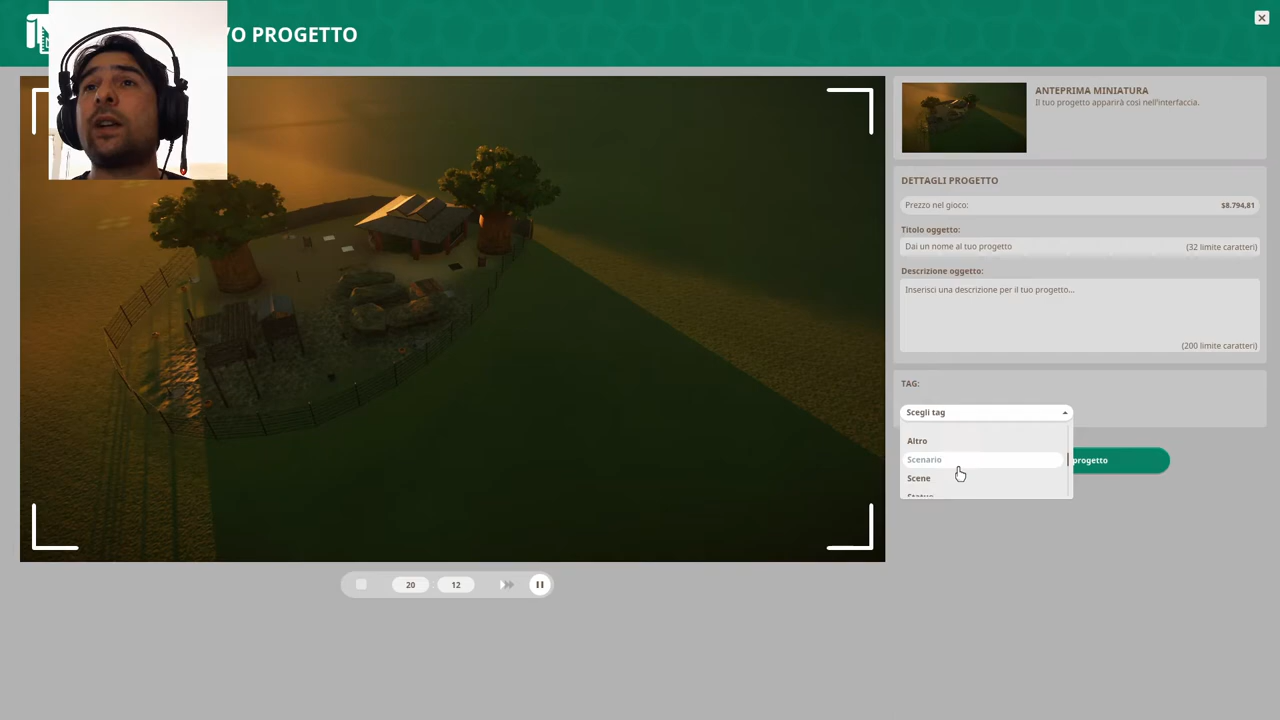 VO PROGETTO
ANTEPRIMA MINIATURA
Il tuo progetto apparirà così nell'interfaccia.
DETTAGLI PROGETTO
Prezzo nel gioco: $8.794,81
Titolo oggetto:
Dai un nome al tuo progetto (32 limite caratteri)
Descrizione oggetto:
Inserisci una descrizione per il tuo progetto...
(200 limite caratteri)
TAG:
Scegli tag
Altro
Scenario
progetto
Scene
Statue
20 : 12